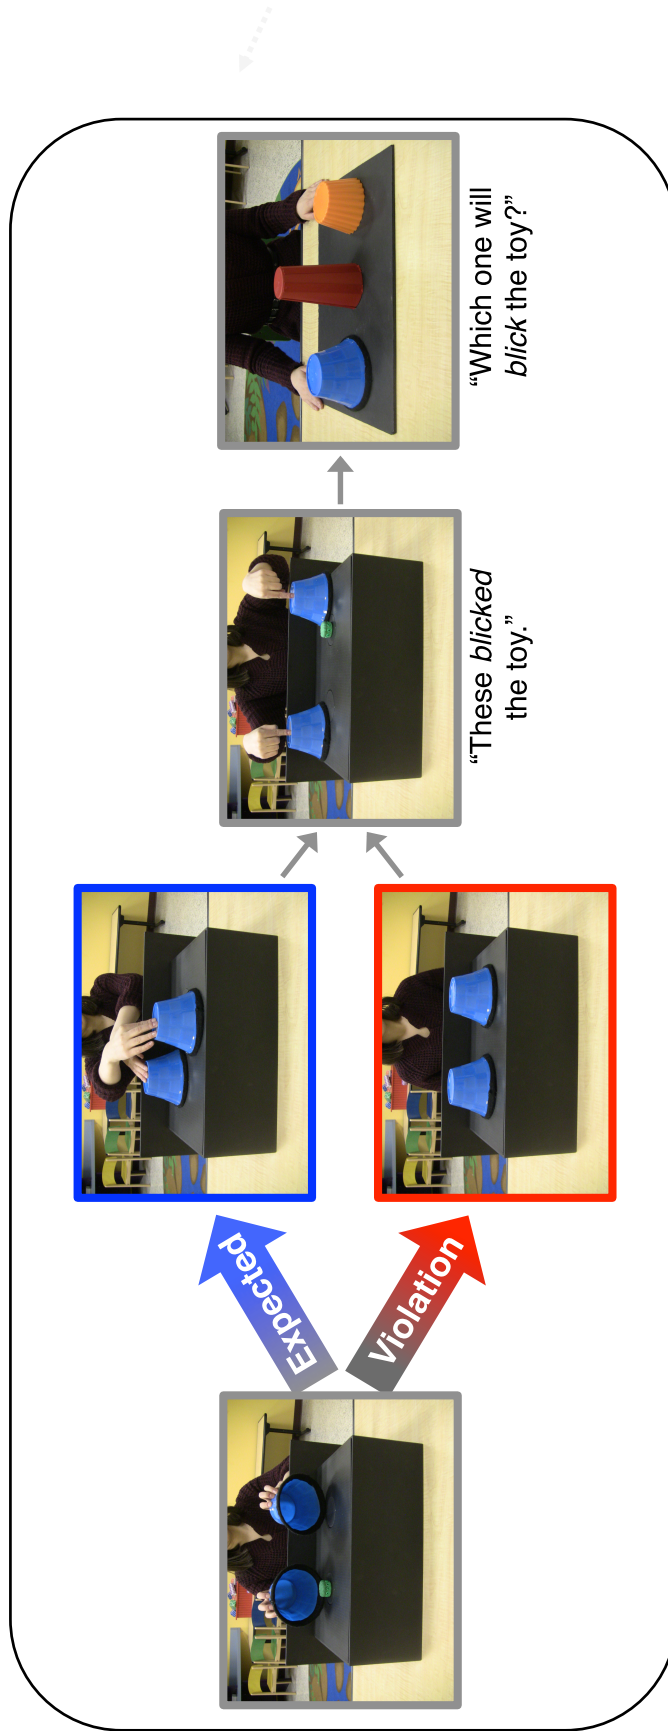 Expected
Violation
“These blicked
the toy.”
“Which one will
blick the toy?”